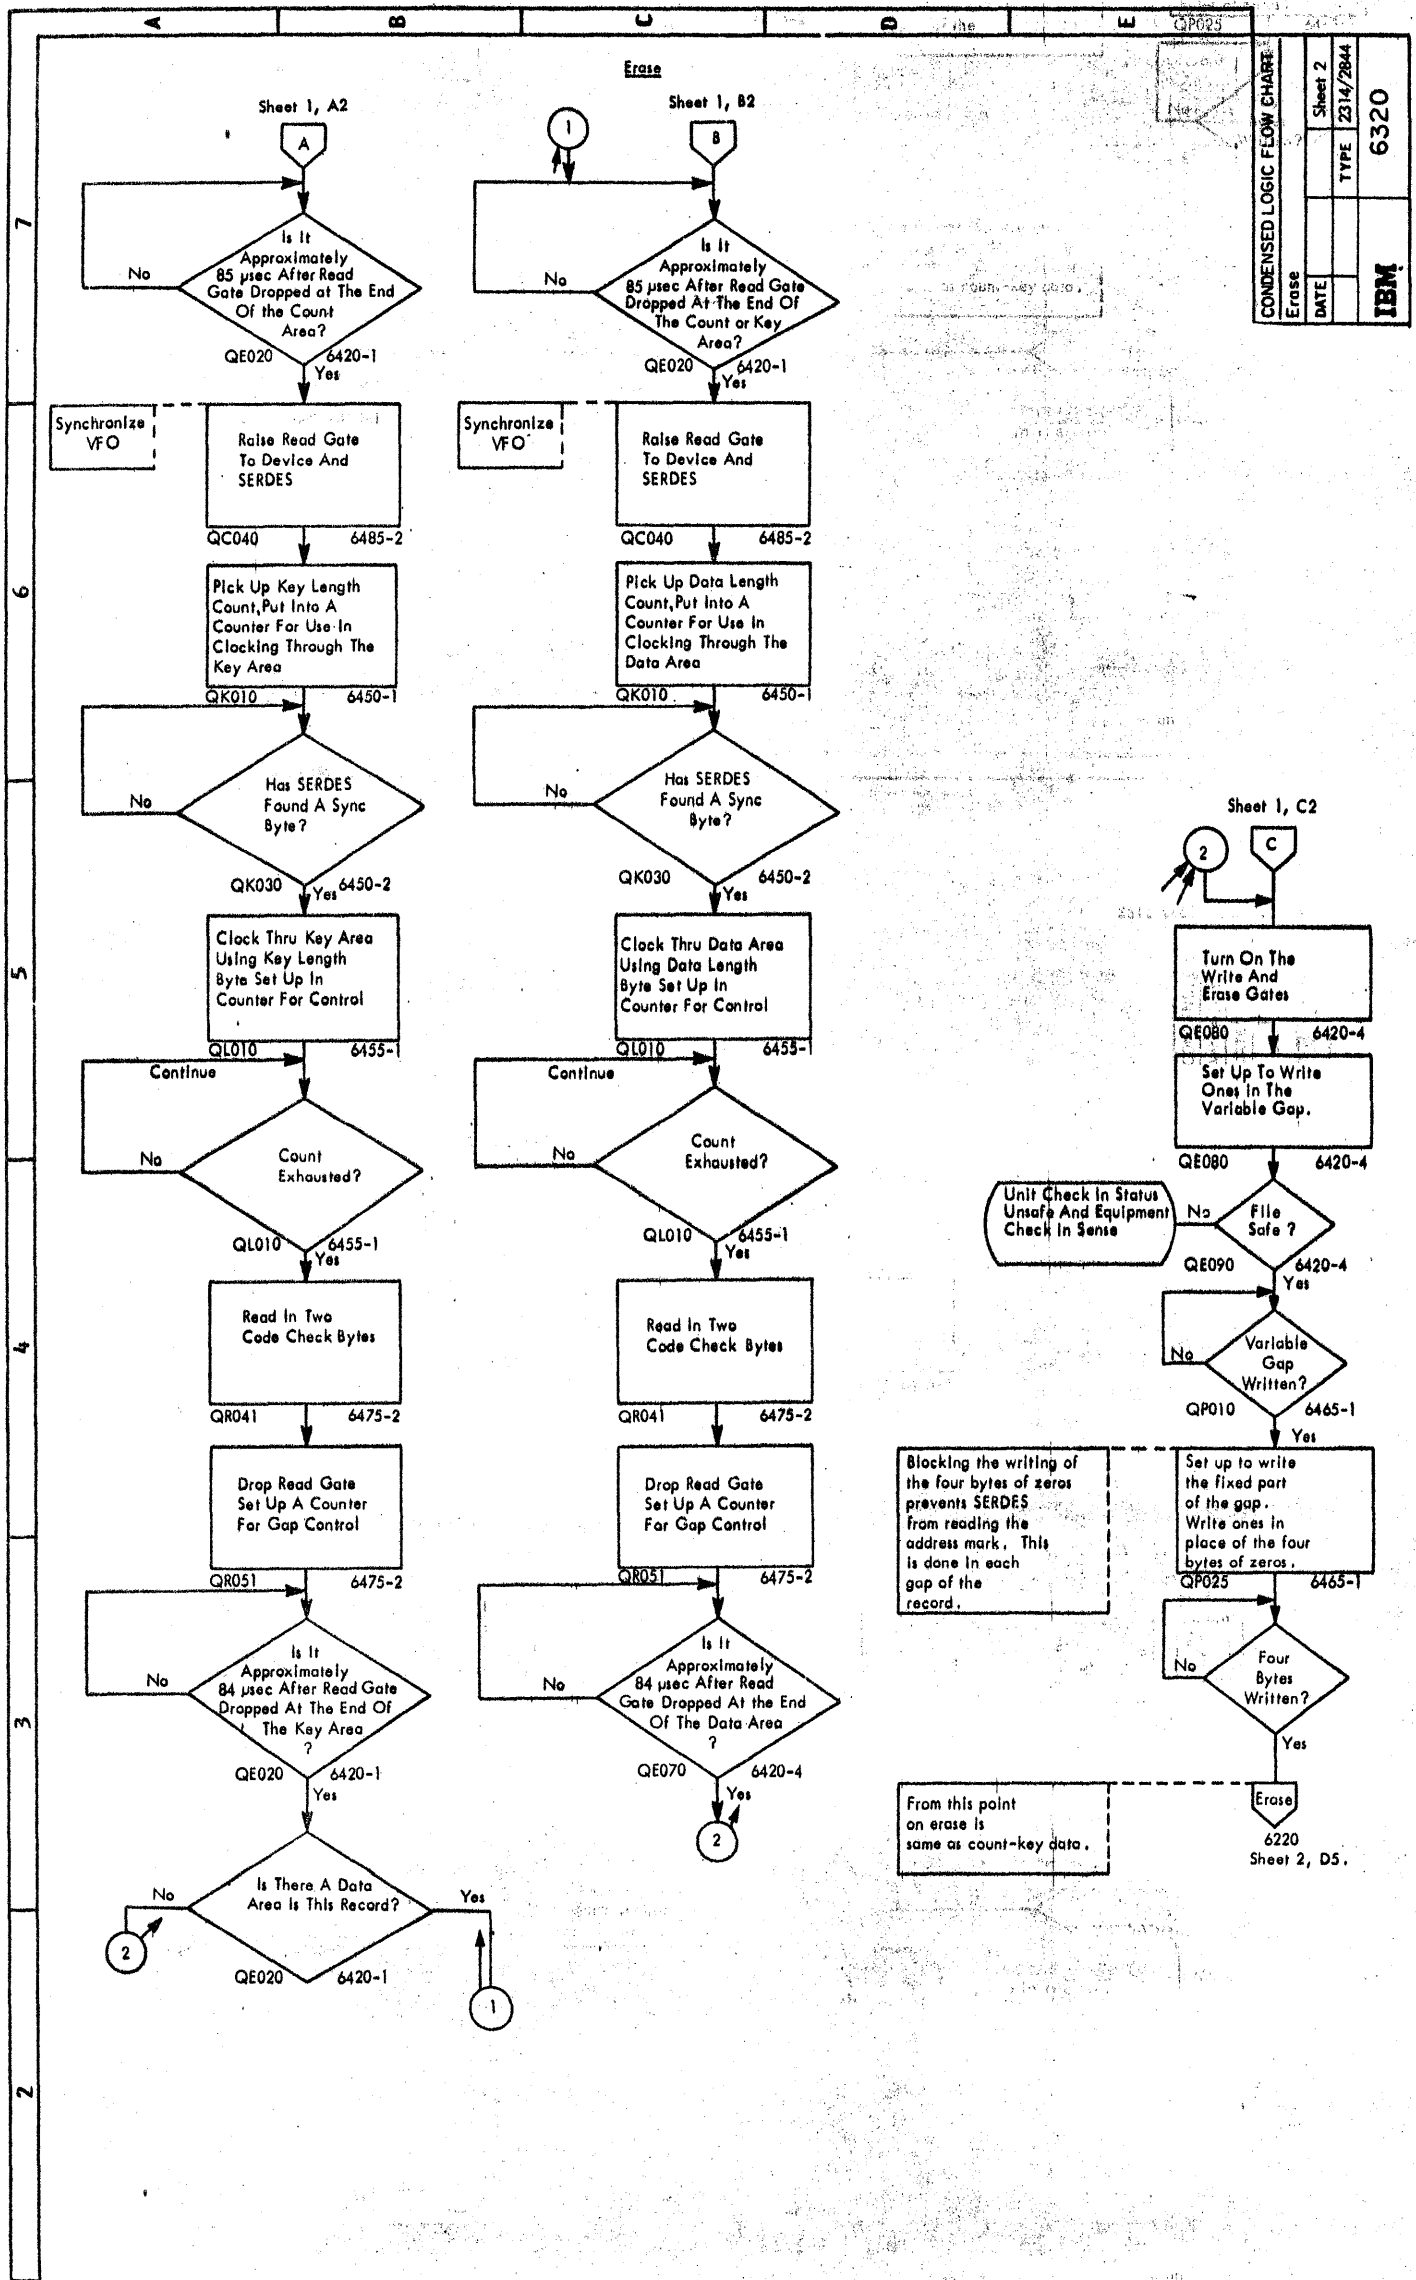 A
B
C
D
E
7
6
5
4
3
2
CONDENSED LOGIC FLOW CHART
Erase
DATE
Sheet 2
TYPE
2314/2844
IBM
6320
Erase
Sheet 1, A2
A
Is It
Approximately
85 µsec After Read
Gate Dropped at The End
Of the Count
Area?
No
QE020
6420-1
Yes
Synchronize
VFO
Raise Read Gate
To Device And
SERDES
QC040
6485-2
Pick Up Key Length
Count,Put Into A
Counter For Use In
Clocking Through The
Key Area
QK010
6450-1
Has SERDES
Found A Sync
Byte?
No
QK030
Yes
6450-2
Clock Thru Key Area
Using Key Length
Byte Set Up In
Counter For Control
QL010
6455-1
Continue
Count
Exhausted?
No
QL010
6455-1
Yes
Read In Two
Code Check Bytes
QR041
6475-2
Drop Read Gate
Set Up A Counter
For Gap Control
QR051
6475-2
Is It
Approximately
84 µsec After Read Gate
Dropped At The End Of
The Key Area
?
No
QE020
6420-1
Yes
Is There A Data
Area Is This Record?
No
Yes
2
QE020
6420-1
1
1
Sheet 1, B2
B
Is It
Approximately
85 µsec After Read Gate
Dropped At The End Of
The Count or Key
Area?
No
QE020
6420-1
Yes
Synchronize
VFO
Raise Read Gate
To Device And
SERDES
QC040
6485-2
Pick Up Data Length
Count,Put Into A
Counter For Use In
Clocking Through The
Data Area
QK010
6450-1
Has SERDES
Found A Sync
Byte?
No
QK030
6450-2
Yes
Clock Thru Data Area
Using Data Length
Byte Set Up In
Counter For Control
QL010
6455-1
Continue
Count
Exhausted?
No
QL010
6455-1
Yes
Read In Two
Code Check Bytes
QR041
6475-2
Drop Read Gate
Set Up A Counter
For Gap Control
QR051
6475-2
Is It
Approximately
84 µsec After Read
Gate Dropped At the End
Of The Data Area
?
No
QE070
6420-4
Yes
2
Sheet 1, C2
2
C
Turn On The
Write And
Erase Gates
QE080
6420-4
Set Up To Write
Ones In The
Variable Gap.
QE080
6420-4
Unit Check In Status
Unsafe And Equipment
Check In Sense
No
File
Safe ?
QE090
6420-4
Yes
Variable
Gap
Written?
No
QP010
6465-1
Yes
Blocking the writing of
the four bytes of zeros
prevents SERDES
from reading the
address mark. This
is done in each
gap of the
record.
Set up to write
the fixed part
of the gap.
Write ones in
place of the four
bytes of zeros.
QP025
6465-1
Four
Bytes
Written?
No
Yes
From this point
on erase is
same as count-key data.
Erase
6220
Sheet 2, D5.
QP025